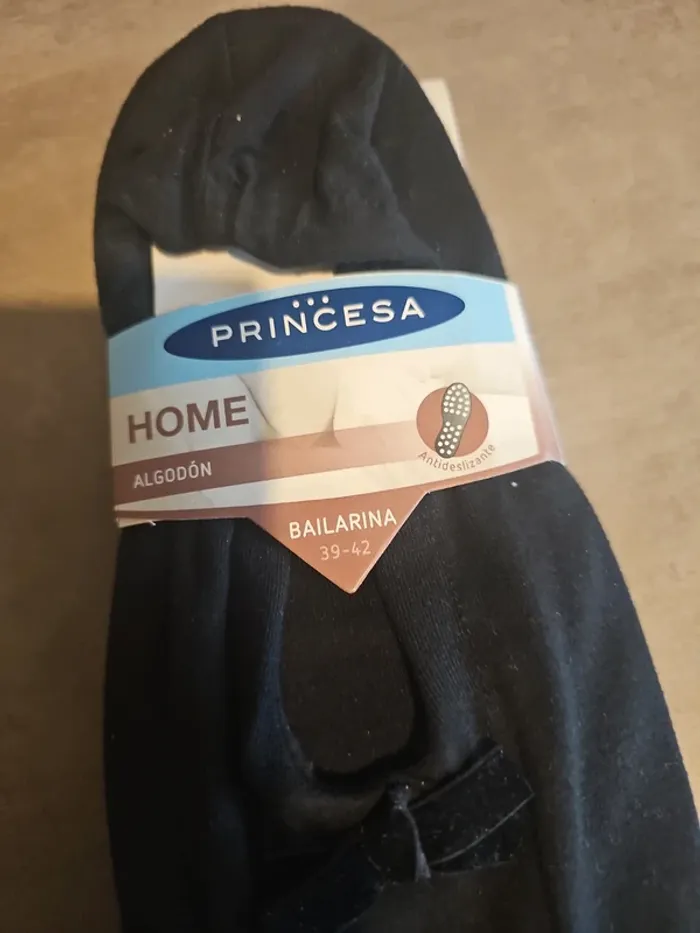 PRINCESA
HOME
ALGODÓN
Antideslizante
BAILARINA
39-42